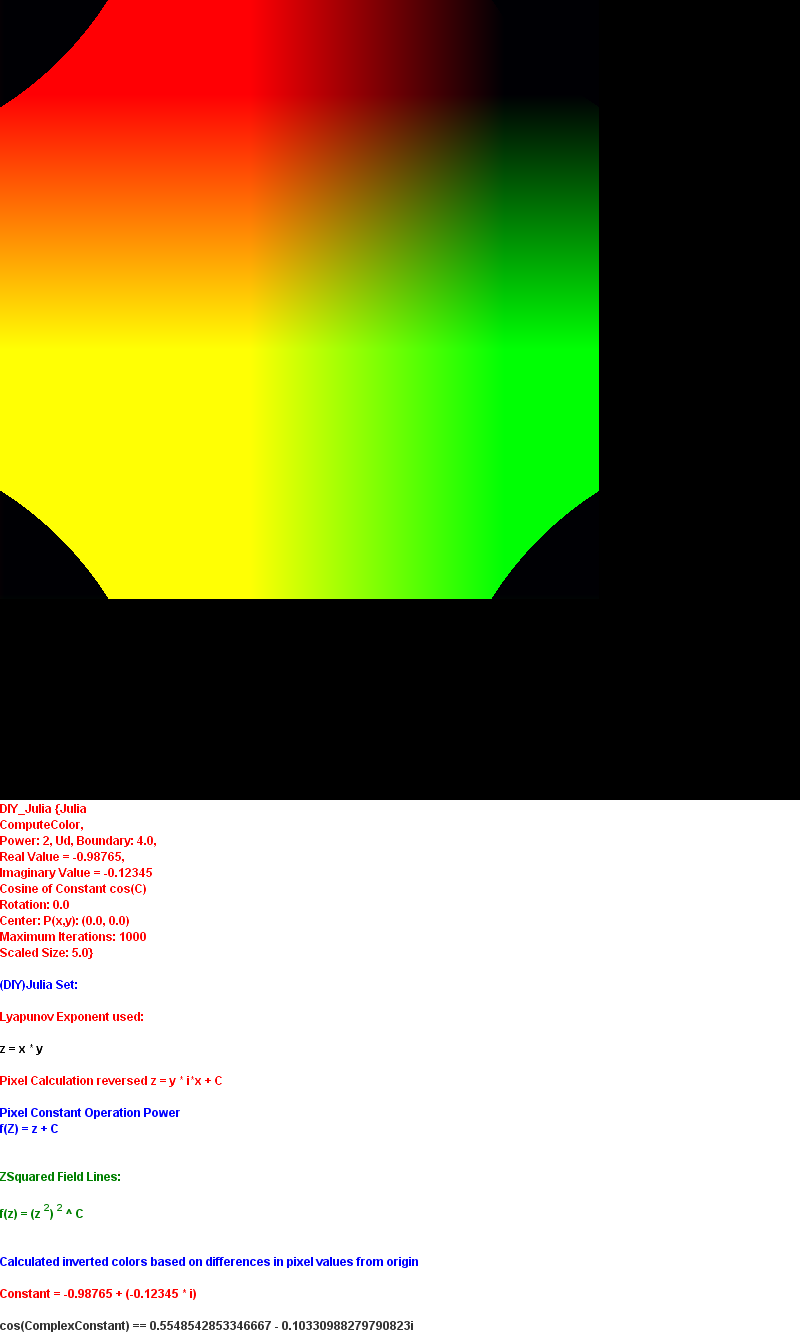 DIY_Julia {Julia
ComputeColor,
Power: 2, Ud, Boundary: 4.0,
Real Value = -0.98765,
Imaginary Value = -0.12345
Cosine of Constant cos(C)
Rotation: 0.0
Center: P(x,y): (0.0, 0.0)
Maximum Iterations: 1000
Scaled Size: 5.0}
(DIY)Julia Set:
Lyapunov Exponent used:
z = x * y
Pixel Calculation reversed z = y * i*x + C
Pixel Constant Operation Power
f(Z) = z + C
ZSquared Field Lines:
f(z) = (z 2) 2 ^ C
Calculated inverted colors based on differences in pixel values from origin
Constant = -0.98765 + (-0.12345 * i)
cos(ComplexConstant) == 0.5548542853346667 - 0.10330988279790823i